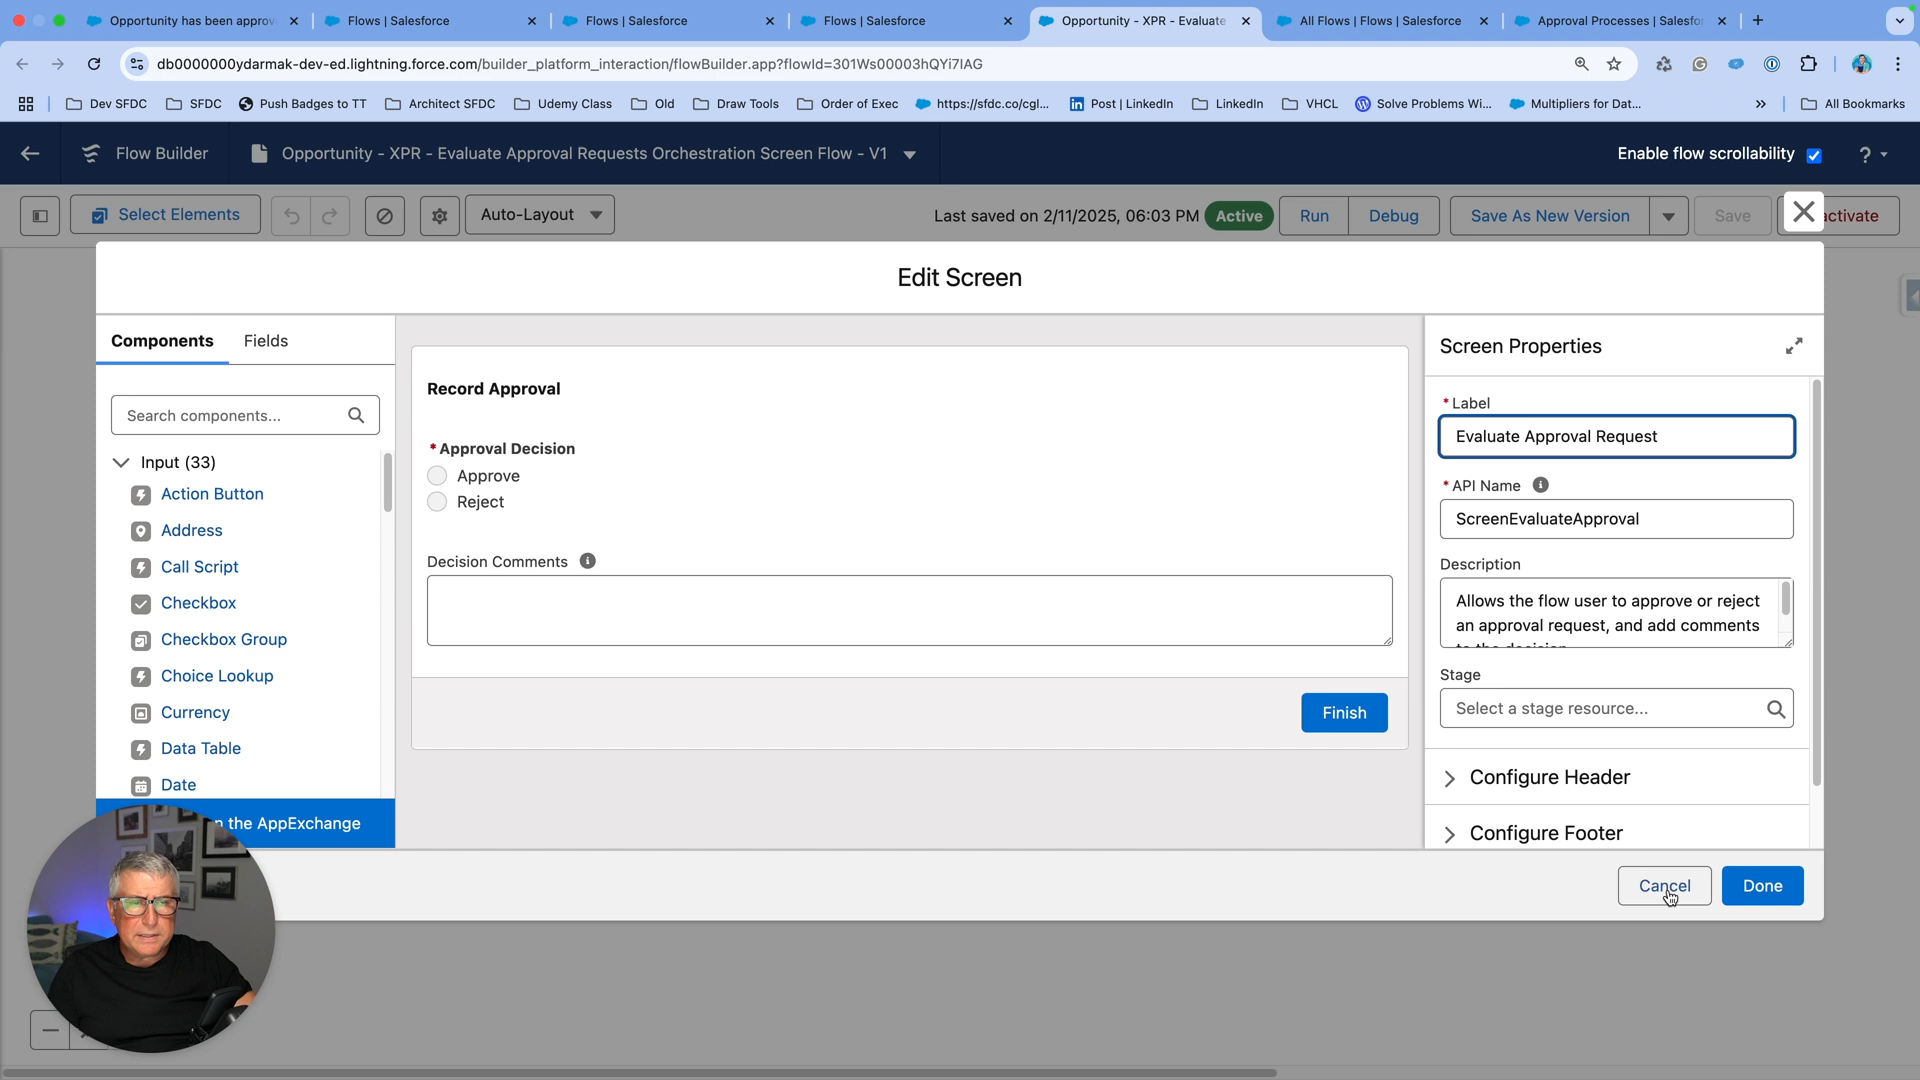 Opportunity has been approv
Flows | Salesforce
Flows | Salesforce
Flows | Salesforce
Opportunity - XPR - Evaluate
All Flows | Flows | Salesforce
Approval Processes | Salesfo
db0000000ydarmak-dev-ed.lightning.force.com/builder_platform_interaction/flowBuilder.app?flowId=301Ws00003hQYi7IAG
Dev SFDC
SFDC
Push Badges to TT
Architect SFDC
Udemy Class
Old
Draw Tools
Order of Exec
https://sfdc.co/cgl...
Post | LinkedIn
LinkedIn
VHCL
Solve Problems Wi...
Multipliers for Dat...
»
All Bookmarks
Flow Builder
Opportunity - XPR - Evaluate Approval Requests Orchestration Screen Flow - V1
Enable flow scrollability
?
Select Elements
Auto-Layout
Last saved on 2/11/2025, 06:03 PM
Active
Run
Debug
Save As New Version
Save
activate
Edit Screen
Components
Fields
Search components...
Input (33)
Action Button
Address
Call Script
Checkbox
Checkbox Group
Choice Lookup
Currency
Data Table
Date
n the AppExchange
Record Approval
* Approval Decision
Approve
Reject
Decision Comments
Finish
Screen Properties
* Label
Evaluate Approval Request
* API Name
ScreenEvaluateApproval
Description
Allows the flow user to approve or reject
an approval request, and add comments
to the decision
Stage
Select a stage resource...
Configure Header
Configure Footer
Cancel
Done